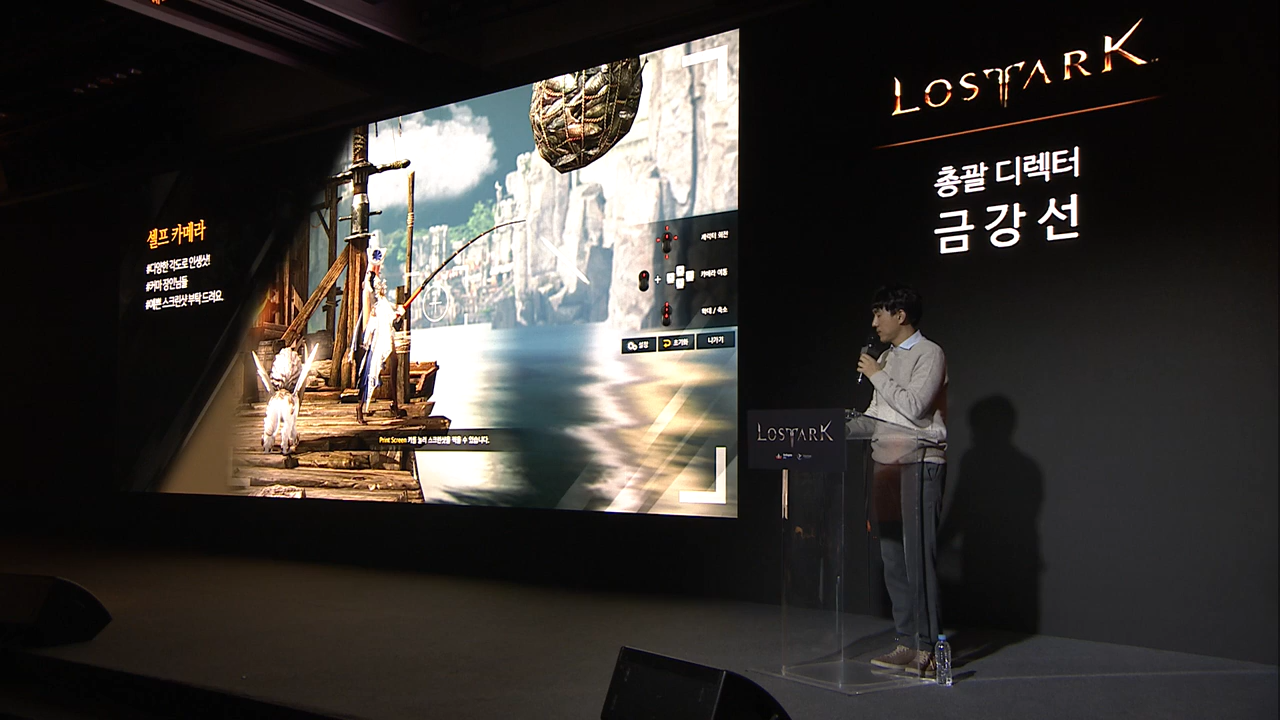 LOSTARK
총괄 디렉터
금강선
셀프 카메라
#다양한 각도로 인생샷!
#커마 장인님들
#예쁜 스크린샷 부탁 드려요.
캐릭터 회전
카메라 이동
확대 / 축소
설정
초기화
나가기
Print Screen 키를 눌러 스크린샷을 찍을 수 있습니다.
LOSTARK